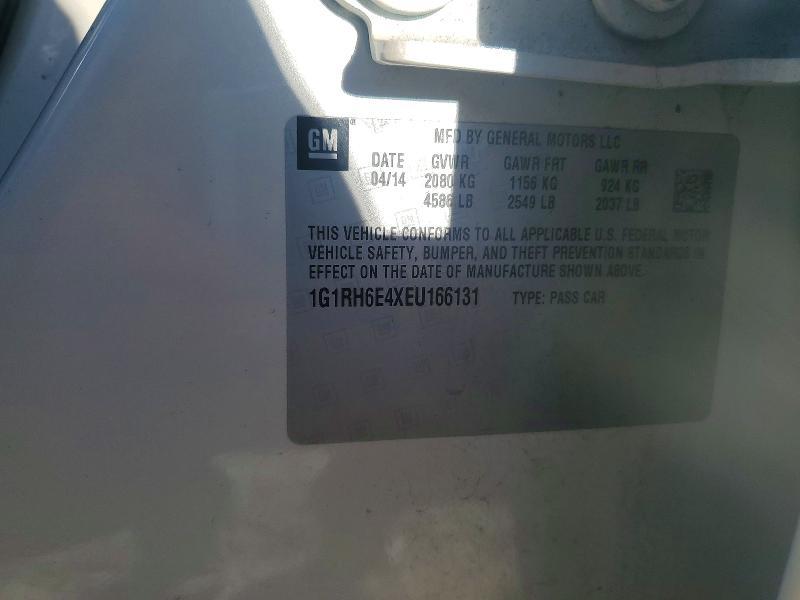 GM
MFD BY GENERAL MOTORS LLC
DATE GVWR GAWR FRT GAWR RR
04/14 2080 KG 1156 KG 924 KG
4586 LB 2549 LB 2037 LB
THIS VEHICLE CONFORMS TO ALL APPLICABLE U.S. FEDERAL MOTOR
VEHICLE SAFETY, BUMPER, AND THEFT PREVENTION STANDARDS IN
EFFECT ON THE DATE OF MANUFACTURE SHOWN ABOVE.
1G1RH6E4XEU166131 TYPE: PASS CAR